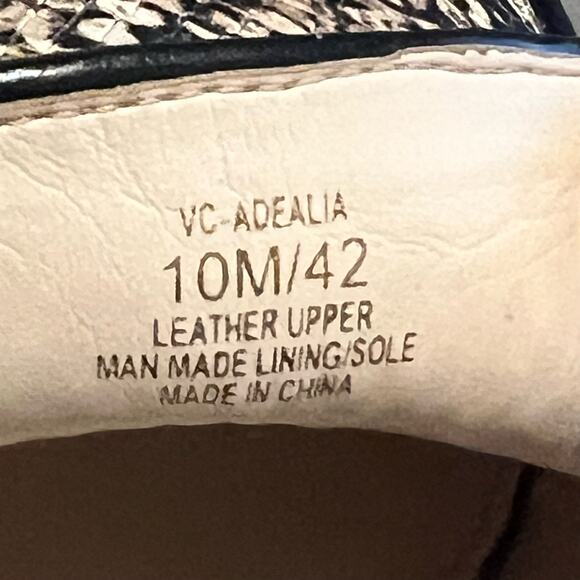 VC-ADEALIA
10M/42
LEATHER UPPER
MAN MADE LINING/SOLE
MADE IN CHINA